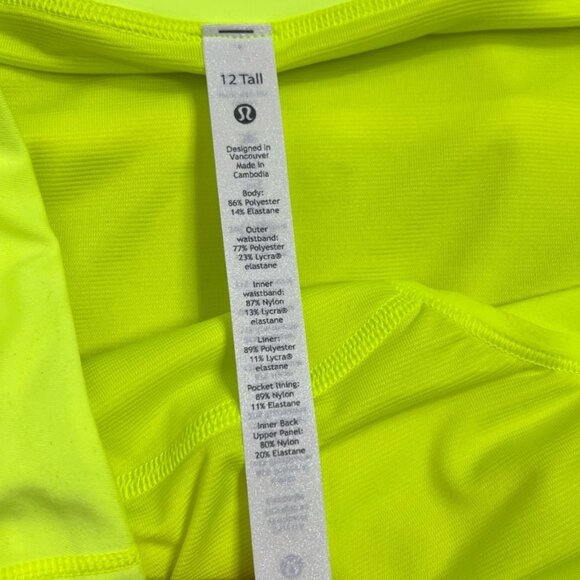 12 Tall
Designed in
Vancouver
Made in
Cambodia
Body:
86% Polyester
14% Elastane
Outer
waistband:
77% Polyester
23% Lycra®
elastane
Inner
waistband:
87% Nylon
13% Lycra®
elastane
Liner:
89% Polyester
11% Lycra®
elastane
Pocket lining:
89% Nylon
11% Elastane
Inner Back
Upper Panel:
80% Nylon
20% Elastane